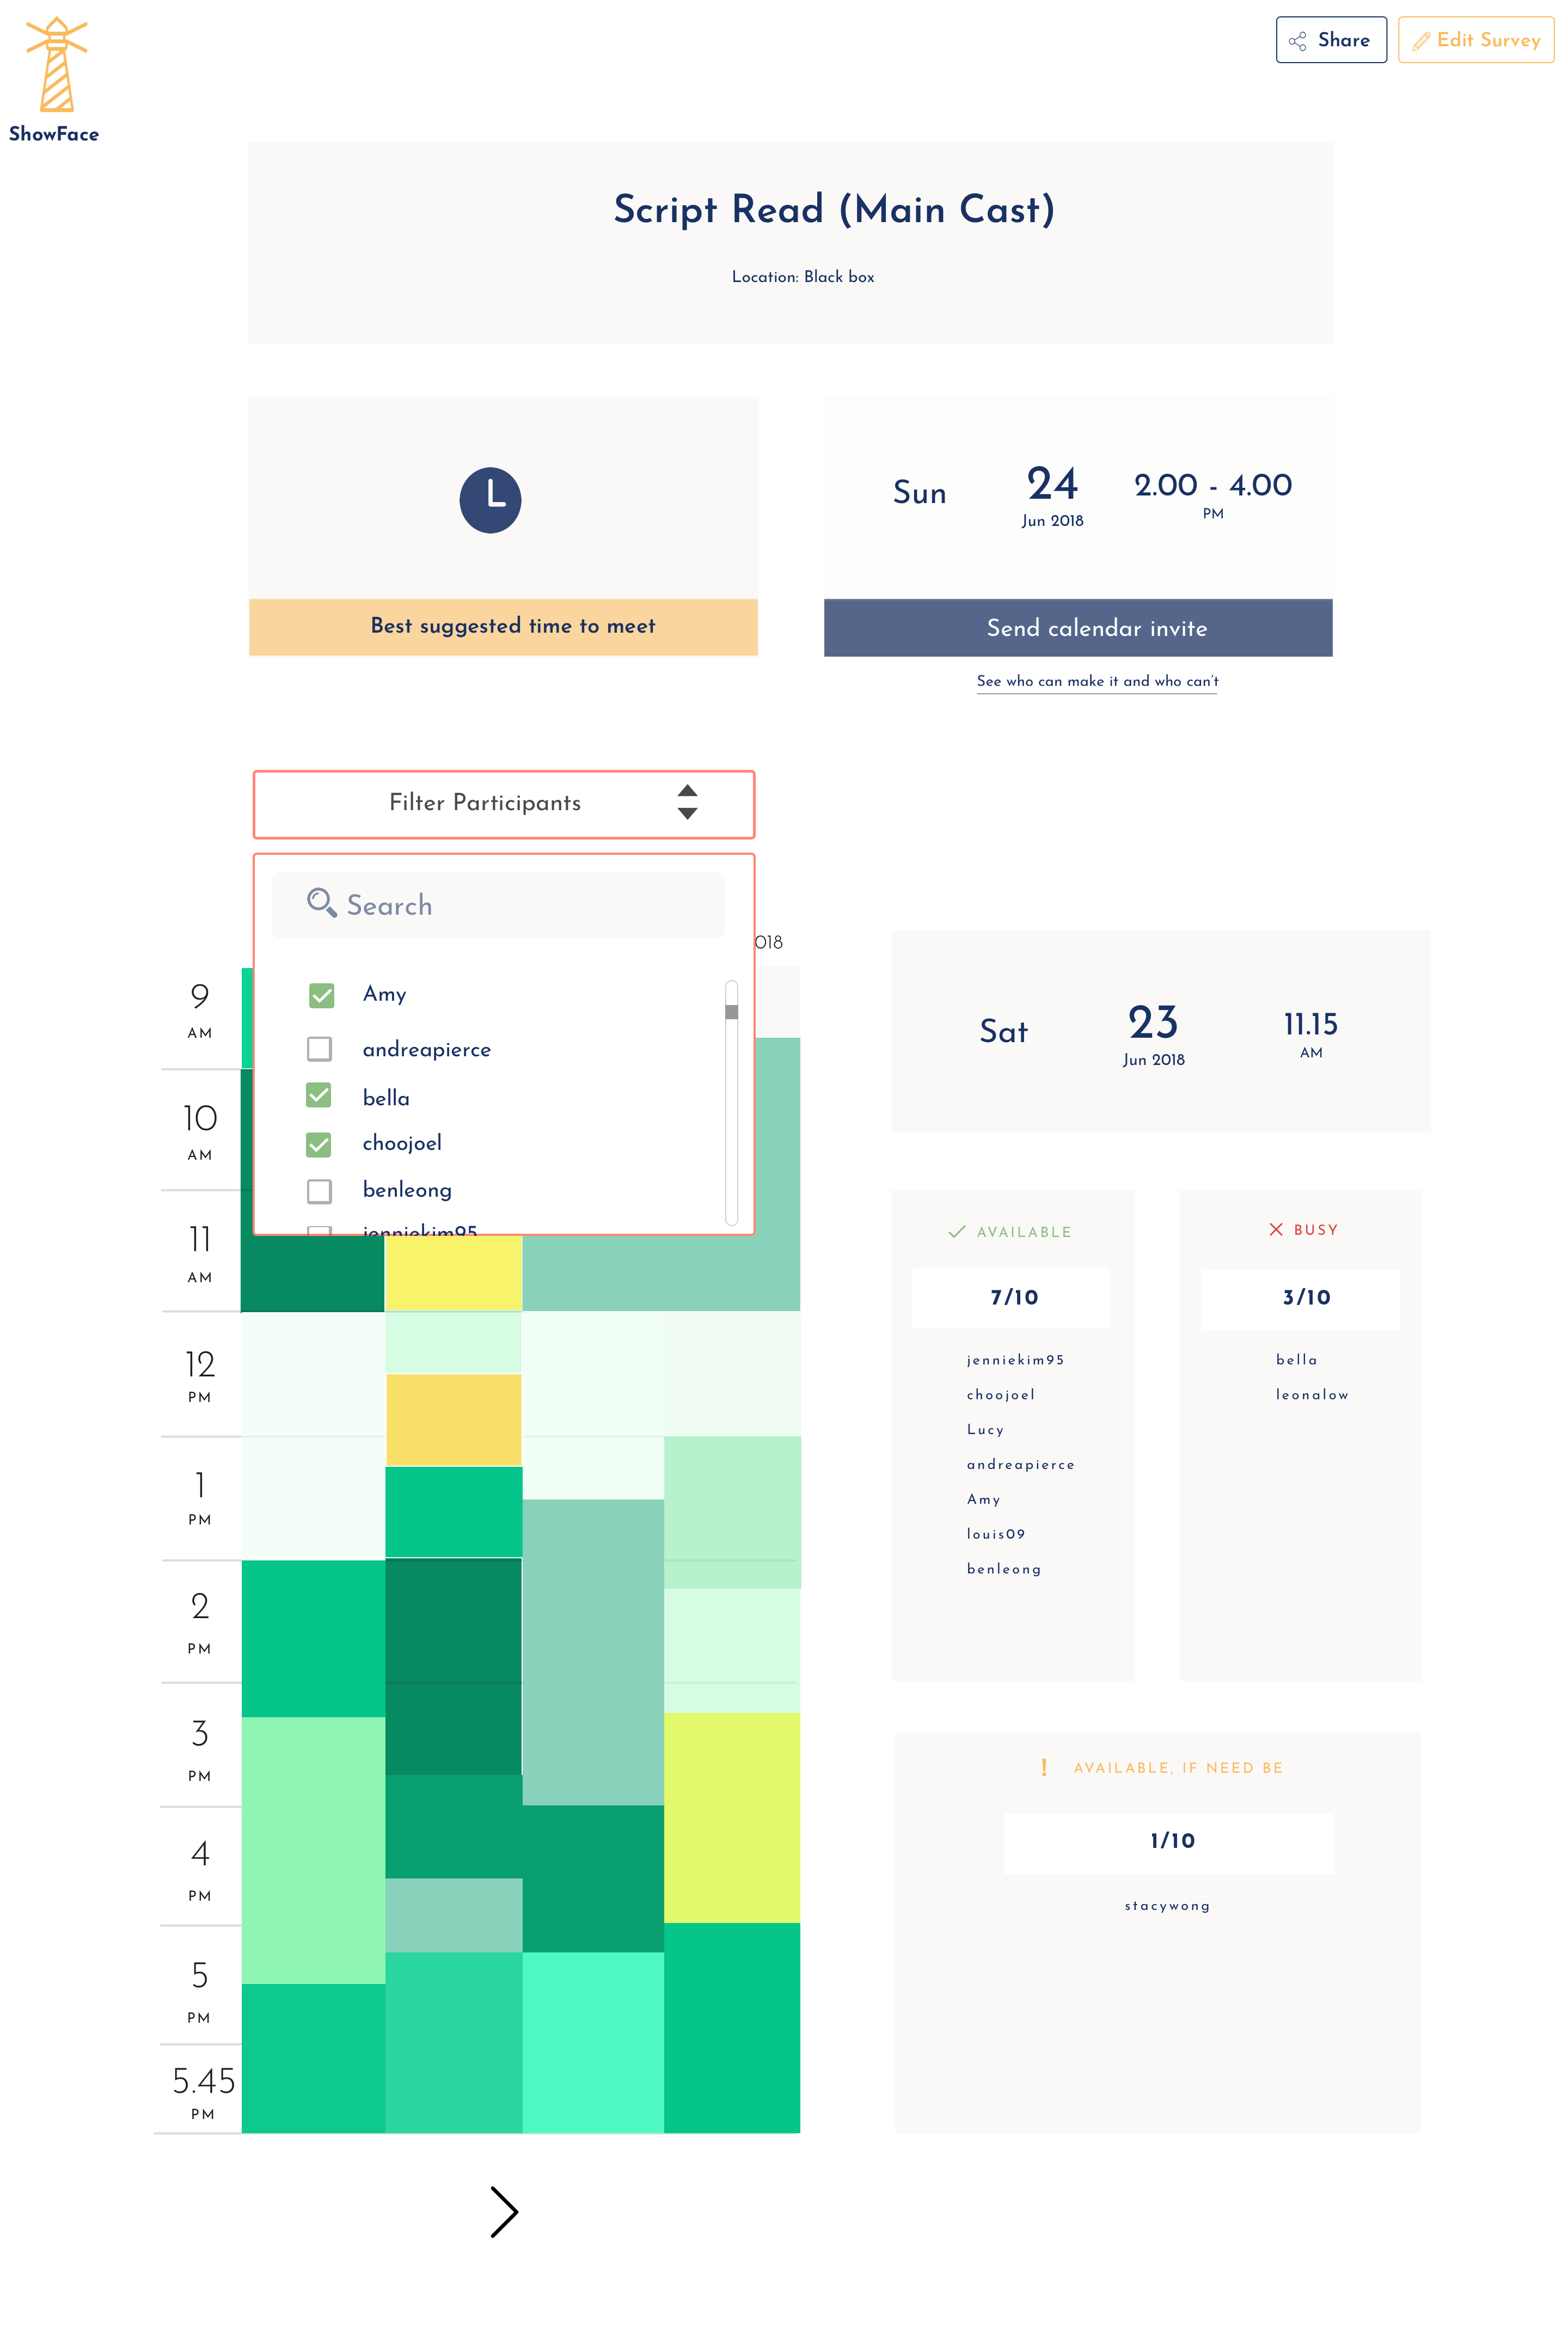 ShowFace
Share
Edit Survey
Script Read (Main Cast)
Location: Black box
Best suggested time to meet
Sun
24
Jun 2018
2.00 - 4.00
PM
Send calendar invite
See who can make it and who can't
Filter Participants
Search
Amy
andreapierce
bella
choojoel
benleong
jenniekim95
018
9
AM
10
AM
11
AM
12
PM
1
PM
2
PM
3
PM
4
PM
5
PM
5.45
PM
Sat
23
Jun 2018
11.15
AM
AVAILABLE
7/10
jenniekim95
choojoel
Lucy
andreapierce
Amy
louis09
benleong
BUSY
3/10
bella
leonalow
! AVAILABLE, IF NEED BE
1/10
stacywong